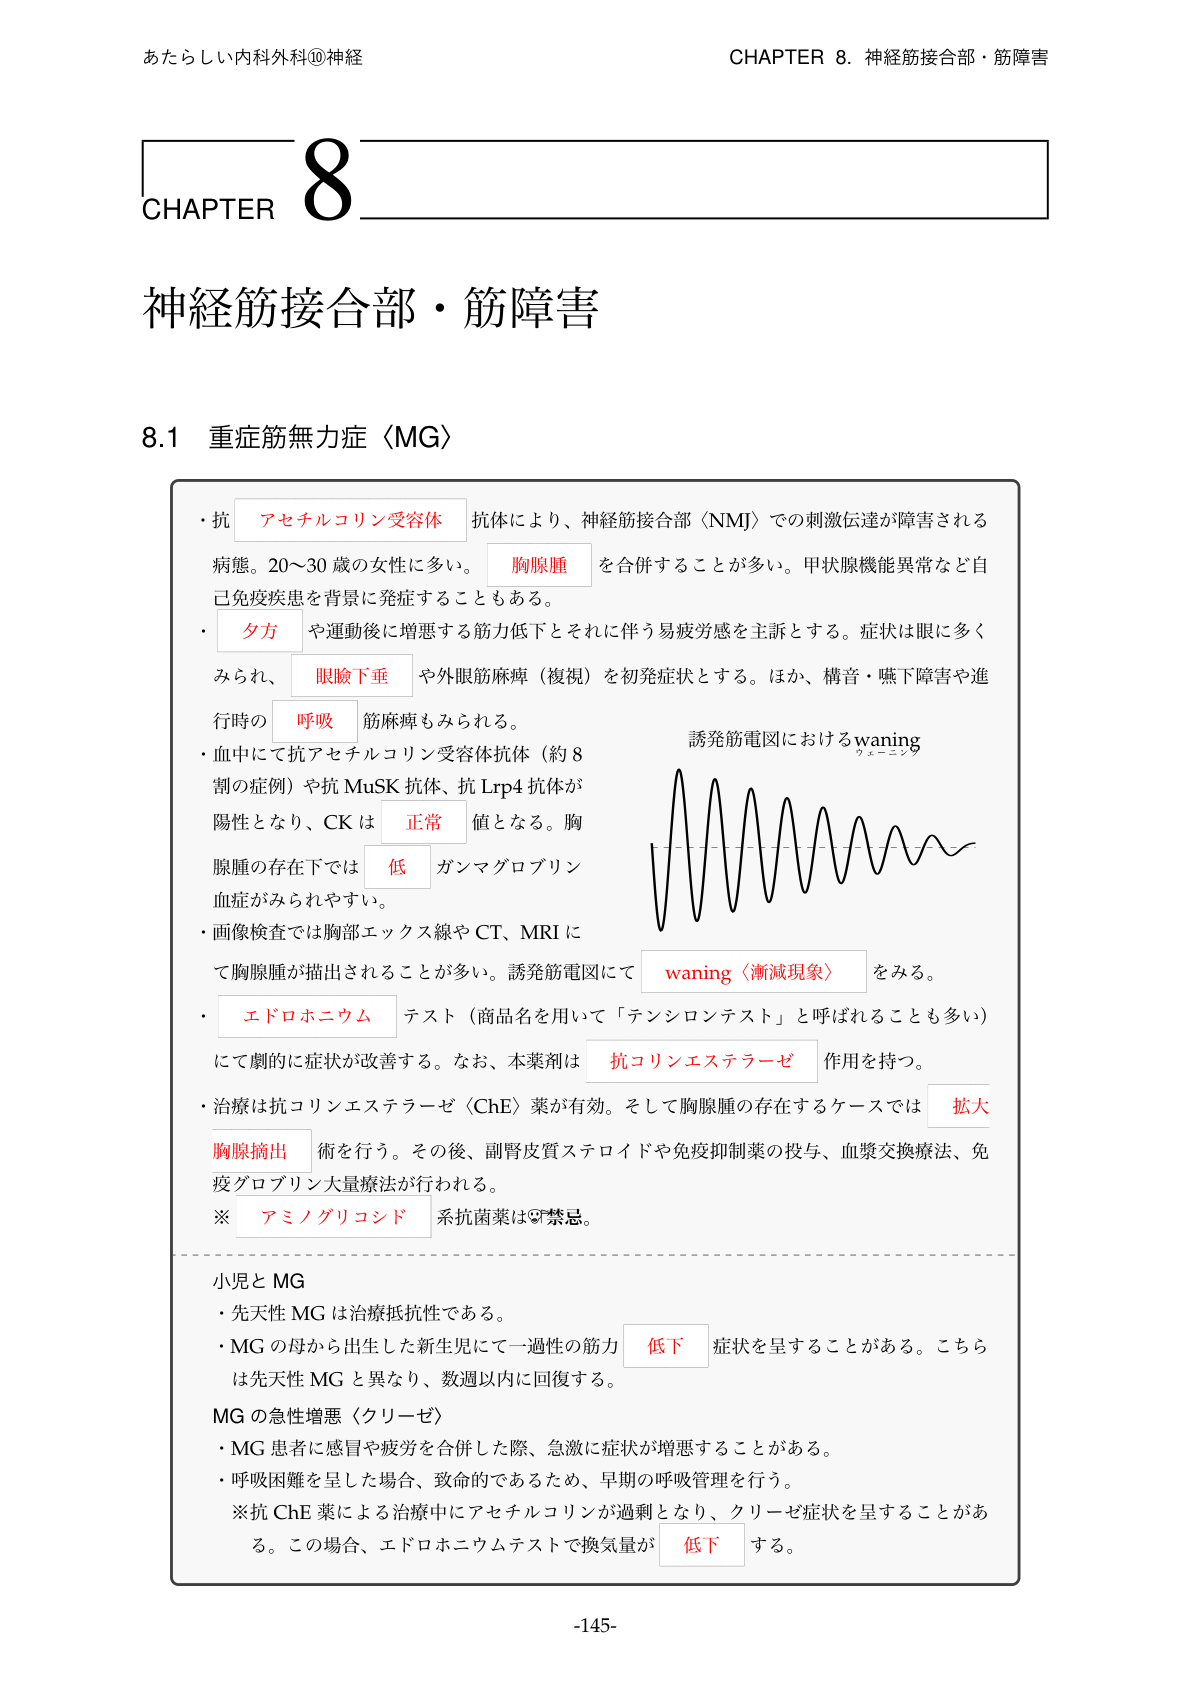 あたらしい内科外科⑩神経
CHAPTER 8. 神経筋接合部・筋障害
CHAPTER 8
神経筋接合部・筋障害
8.1 重症筋無力症〈MG〉
・抗 アセチルコリン受容体 抗体により、神経筋接合部〈NMJ〉での刺激伝達が障害される
病態。20〜30 歳の女性に多い。 胸腺腫 を合併することが多い。甲状腺機能異常など自
己免疫疾患を背景に発症することもある。
・ 夕方 や運動後に増悪する筋力低下とそれに伴う易疲労感を主訴とする。症状は眼に多く
みられ、 眼瞼下垂 や外眼筋麻痺（複視）を初発症状とする。ほか、構音・嚥下障害や進
行時の 呼吸 筋麻痺もみられる。
・血中にて抗アセチルコリン受容体抗体（約 8
割の症例）や抗 MuSK 抗体、抗 Lrp4 抗体が
陽性となり、CK は 正常 値となる。胸
腺腫の存在下では 低 ガンマグロブリン
血症がみられやすい。
誘発筋電図におけるwaning
ウェーニング
・画像検査では胸部エックス線や CT、MRI に
て胸腺腫が描出されることが多い。誘発筋電図にて waning〈漸減現象〉 をみる。
・ エドロホニウム テスト（商品名を用いて「テンシロンテスト」と呼ばれることも多い）
にて劇的に症状が改善する。なお、本薬剤は 抗コリンエステラーゼ 作用を持つ。
・治療は抗コリンエステラーゼ〈ChE〉薬が有効。そして胸腺腫の存在するケースでは 拡大
胸腺摘出 術を行う。その後、副腎皮質ステロイドや免疫抑制薬の投与、血漿交換療法、免
疫グロブリン大量療法が行われる。
※ アミノグリコシド 系抗菌薬は禁忌。
小児と MG
・先天性 MG は治療抵抗性である。
・MG の母から出生した新生児にて一過性の筋力 低下 症状を呈することがある。こちら
は先天性 MG と異なり、数週以内に回復する。
MG の急性増悪〈クリーゼ〉
・MG 患者に感冒や疲労を合併した際、急激に症状が増悪することがある。
・呼吸困難を呈した場合、致命的であるため、早期の呼吸管理を行う。
※抗 ChE 薬による治療中にアセチルコリンが過剰となり、クリーゼ症状を呈することがあ
る。この場合、エドロホニウムテストで換気量が 低下 する。
-145-